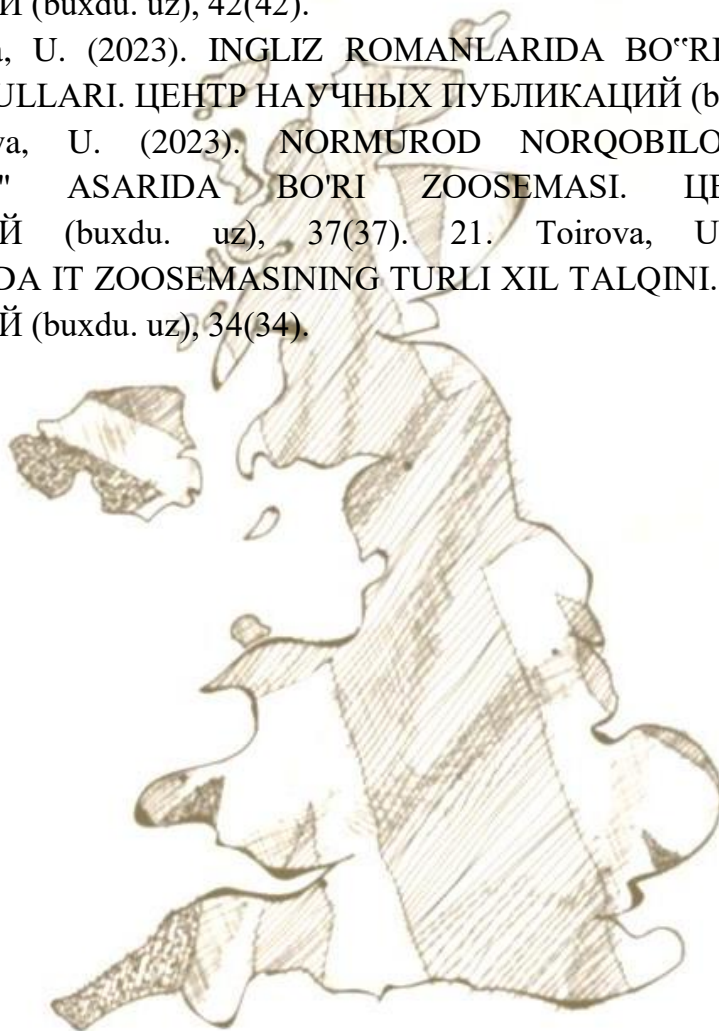 Й (buxdu. uz), 42(42).
a, U. (2023). INGLIZ ROMANLARIDA BO‟RI
ULLARI. ЦЕНТР НАУЧНЫХ ПУБЛИКАЦИЙ (b
va, U. (2023). NORMUROD NORQOBILO
" ASARIDA BO'RI ZOOSEMASI. ЦЕ
Й (buxdu. uz), 37(37). 21. Toirova, U
DA IT ZOOSEMASINING TURLI XIL TALQINI.
Й (buxdu. uz), 34(34).